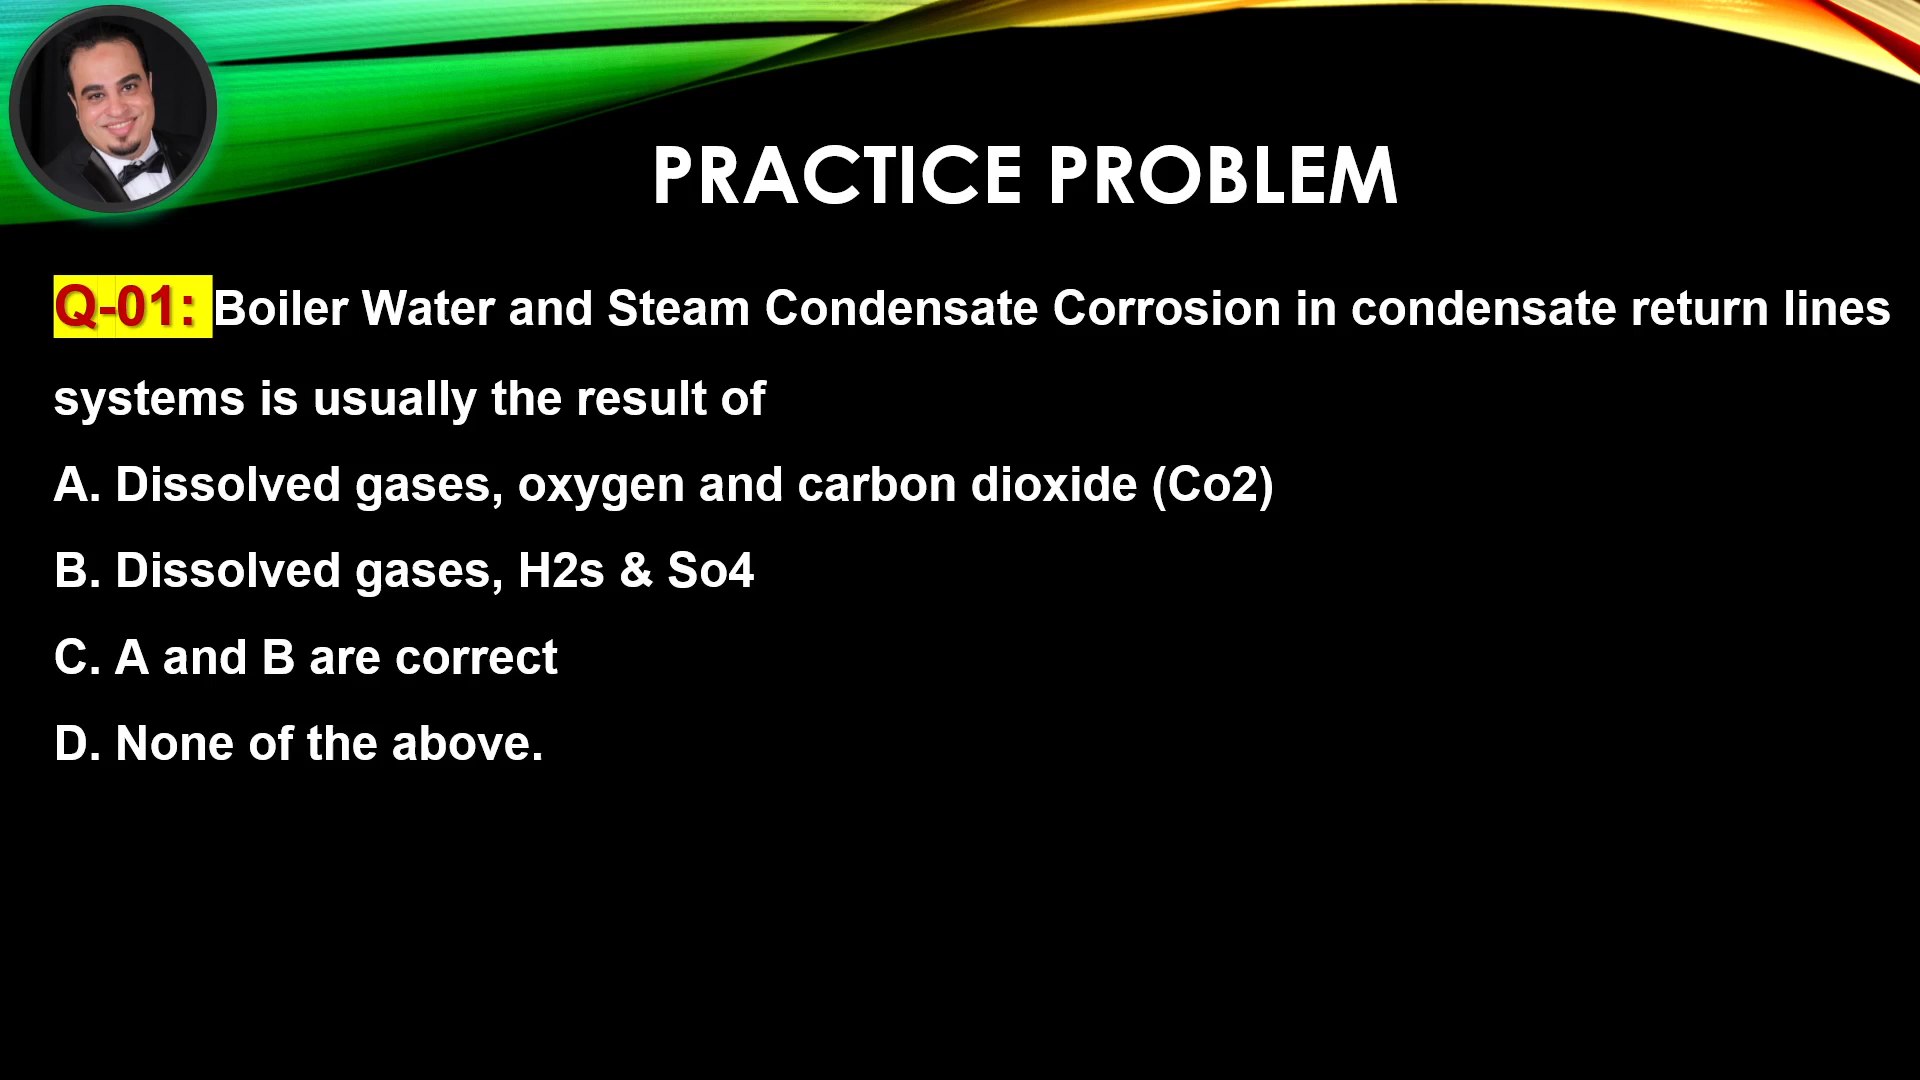 PRACTICE PROBLEM
Q-01: Boiler Water and Steam Condensate Corrosion in condensate return lines
systems is usually the result of
A. Dissolved gases, oxygen and carbon dioxide (Co2)
B. Dissolved gases, H2s & So4
C. A and B are correct
D. None of the above.